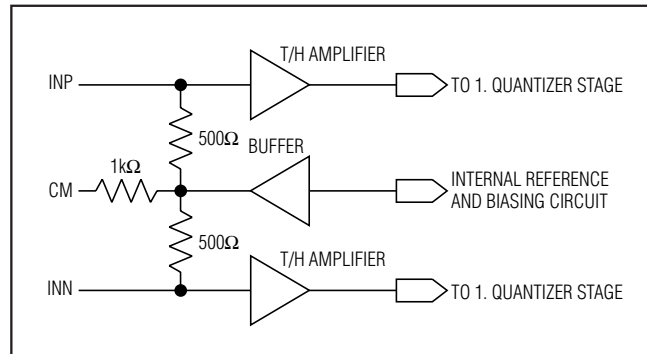 T/H AMPLIFIER
INP
TO 1. QUANTIZER STAGE
500Ω
BUFFER
1kΩ
CM
INTERNAL REFERENCE
AND BIASING CIRCUIT
500Ω
T/H AMPLIFIER
INN
TO 1. QUANTIZER STAGE